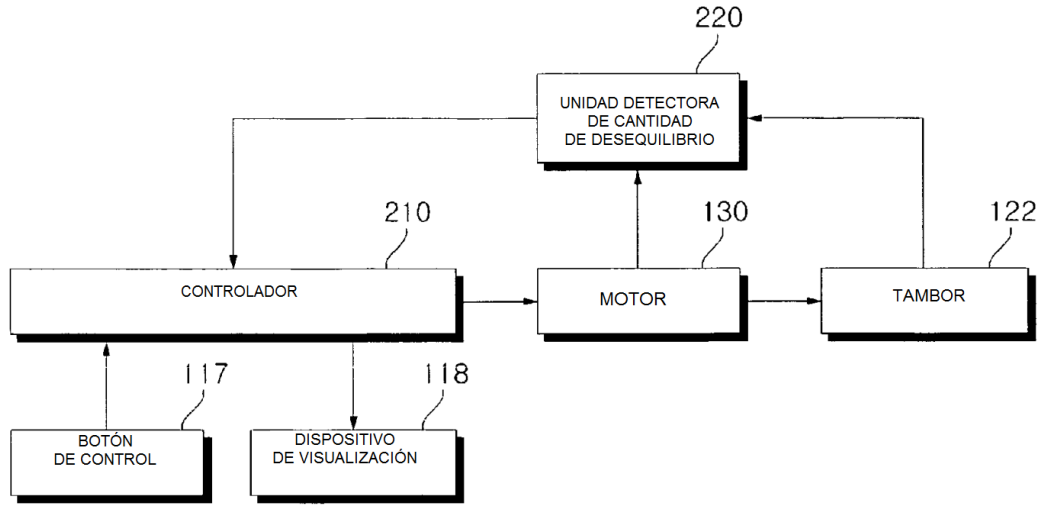 220
UNIDAD DETECTORA
DE CANTIDAD
DE DESEQUILIBRIO
210
130
122
CONTROLADOR
MOTOR
TAMBOR
117
118
BOTÓN
DE CONTROL
DISPOSITIVO
DE VISUALIZACIÓN